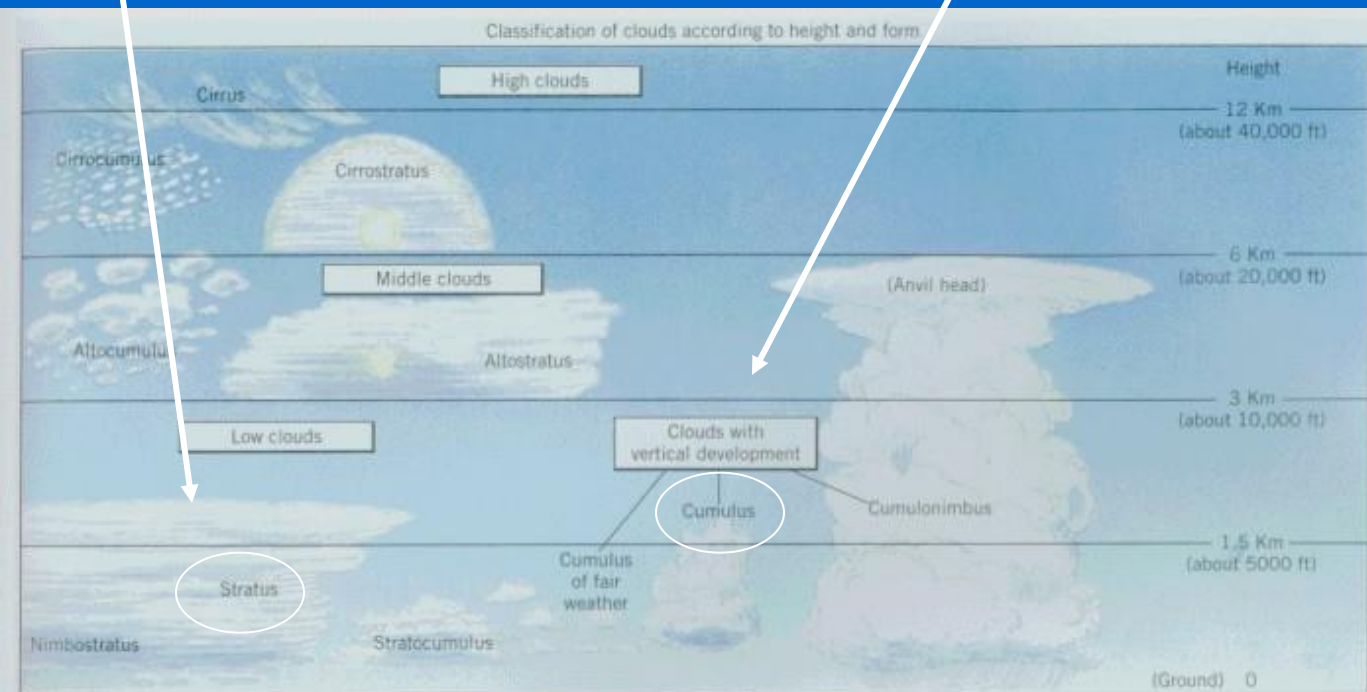 Classification of clouds according to height and form
High clouds
Height
Cirrus
12 Km
(about 40,000 ft)
Cirrocumulus
Cirrostratus
6 Km
(about 20,000 ft)
Middle clouds
(Anvil head)
Altocumulus
Altostratus
3 Km
(about 10,000 ft)
Low clouds
Clouds with
vertical development
Cumulus
Cumulonimbus
1.5 Km
(about 5000 ft)
Cumulus
of fair
weather
Stratus
Nimbostratus
Stratocumulus
(Ground) 0